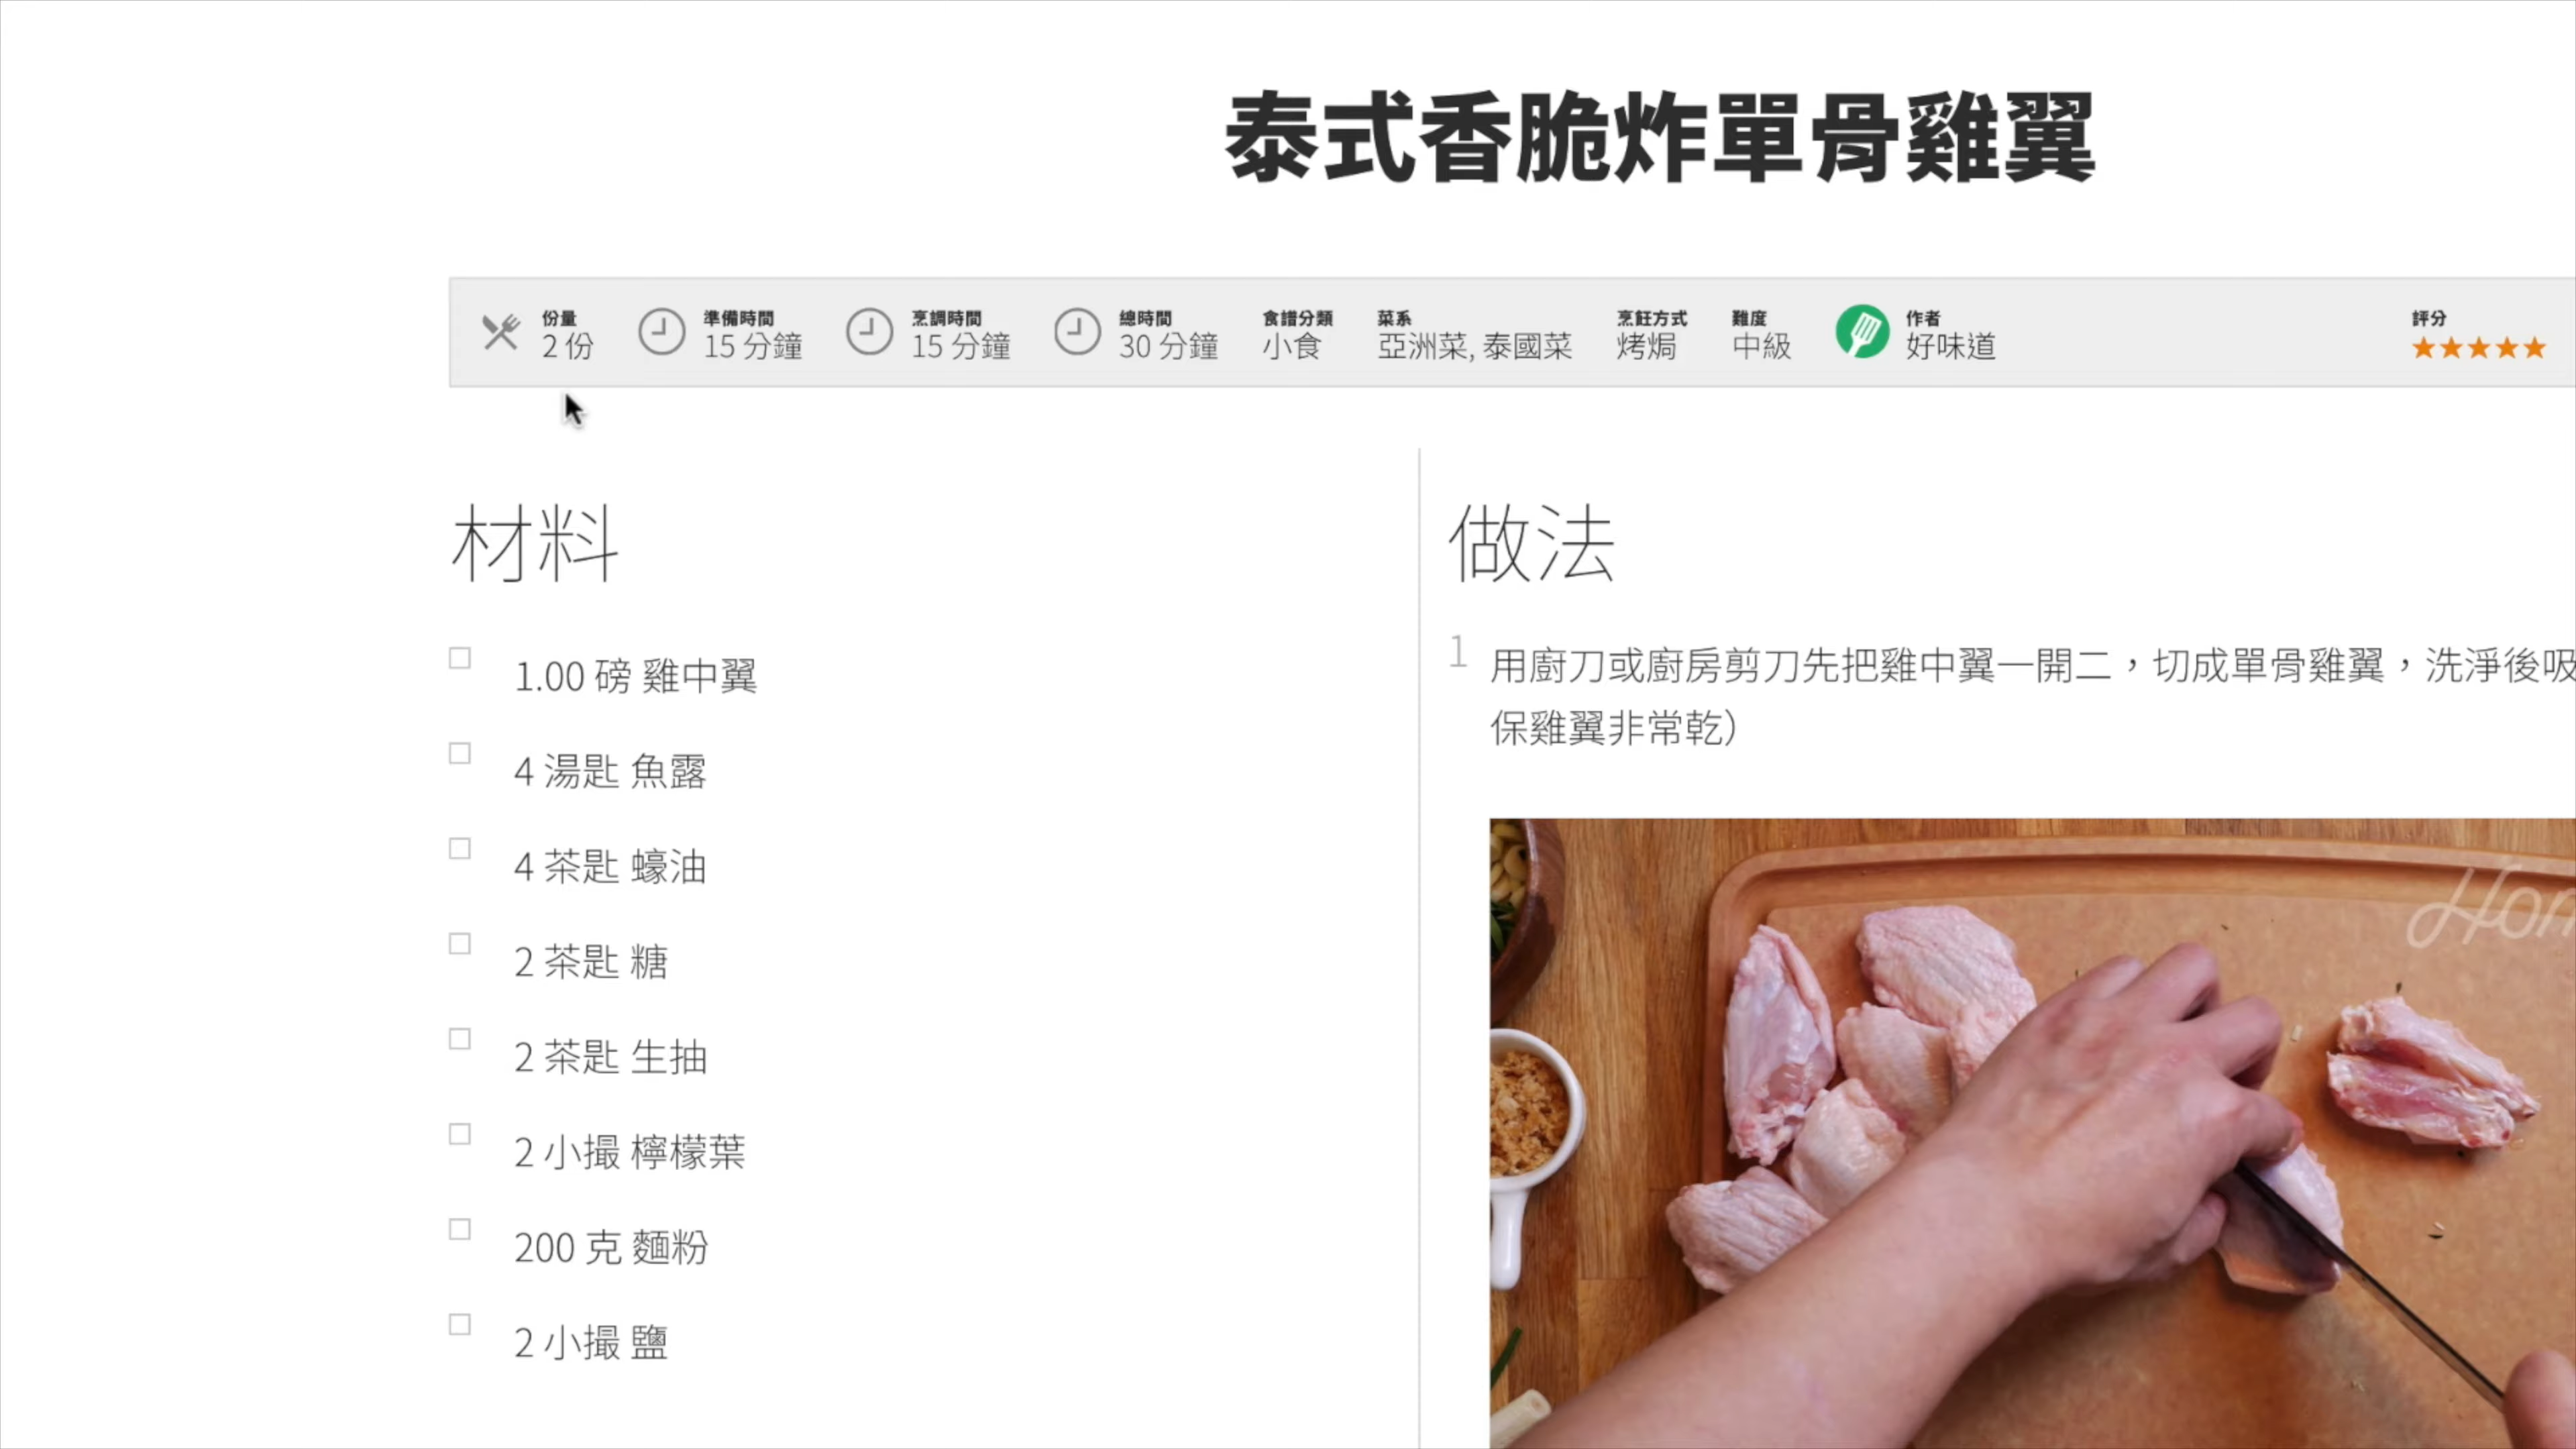 泰式香脆炸單骨雞翼
份量
2 份
準備時間
15 分鐘
烹調時間
15 分鐘
總時間
30 分鐘
食譜分類
小食
菜系
亞洲菜, 泰國菜
烹飪方式
烤焗
難度
中級
作者
好味道
評分
材料
1.00 磅 雞中翼
4 湯匙 魚露
4 茶匙 蠔油
2 茶匙 糖
2 茶匙 生抽
2 小撮 檸檬葉
200 克 麵粉
2 小撮 鹽
做法
1 用廚刀或廚房剪刀先把雞中翼一開二，切成單骨雞翼，洗淨後吸
保雞翼非常乾）
Hom